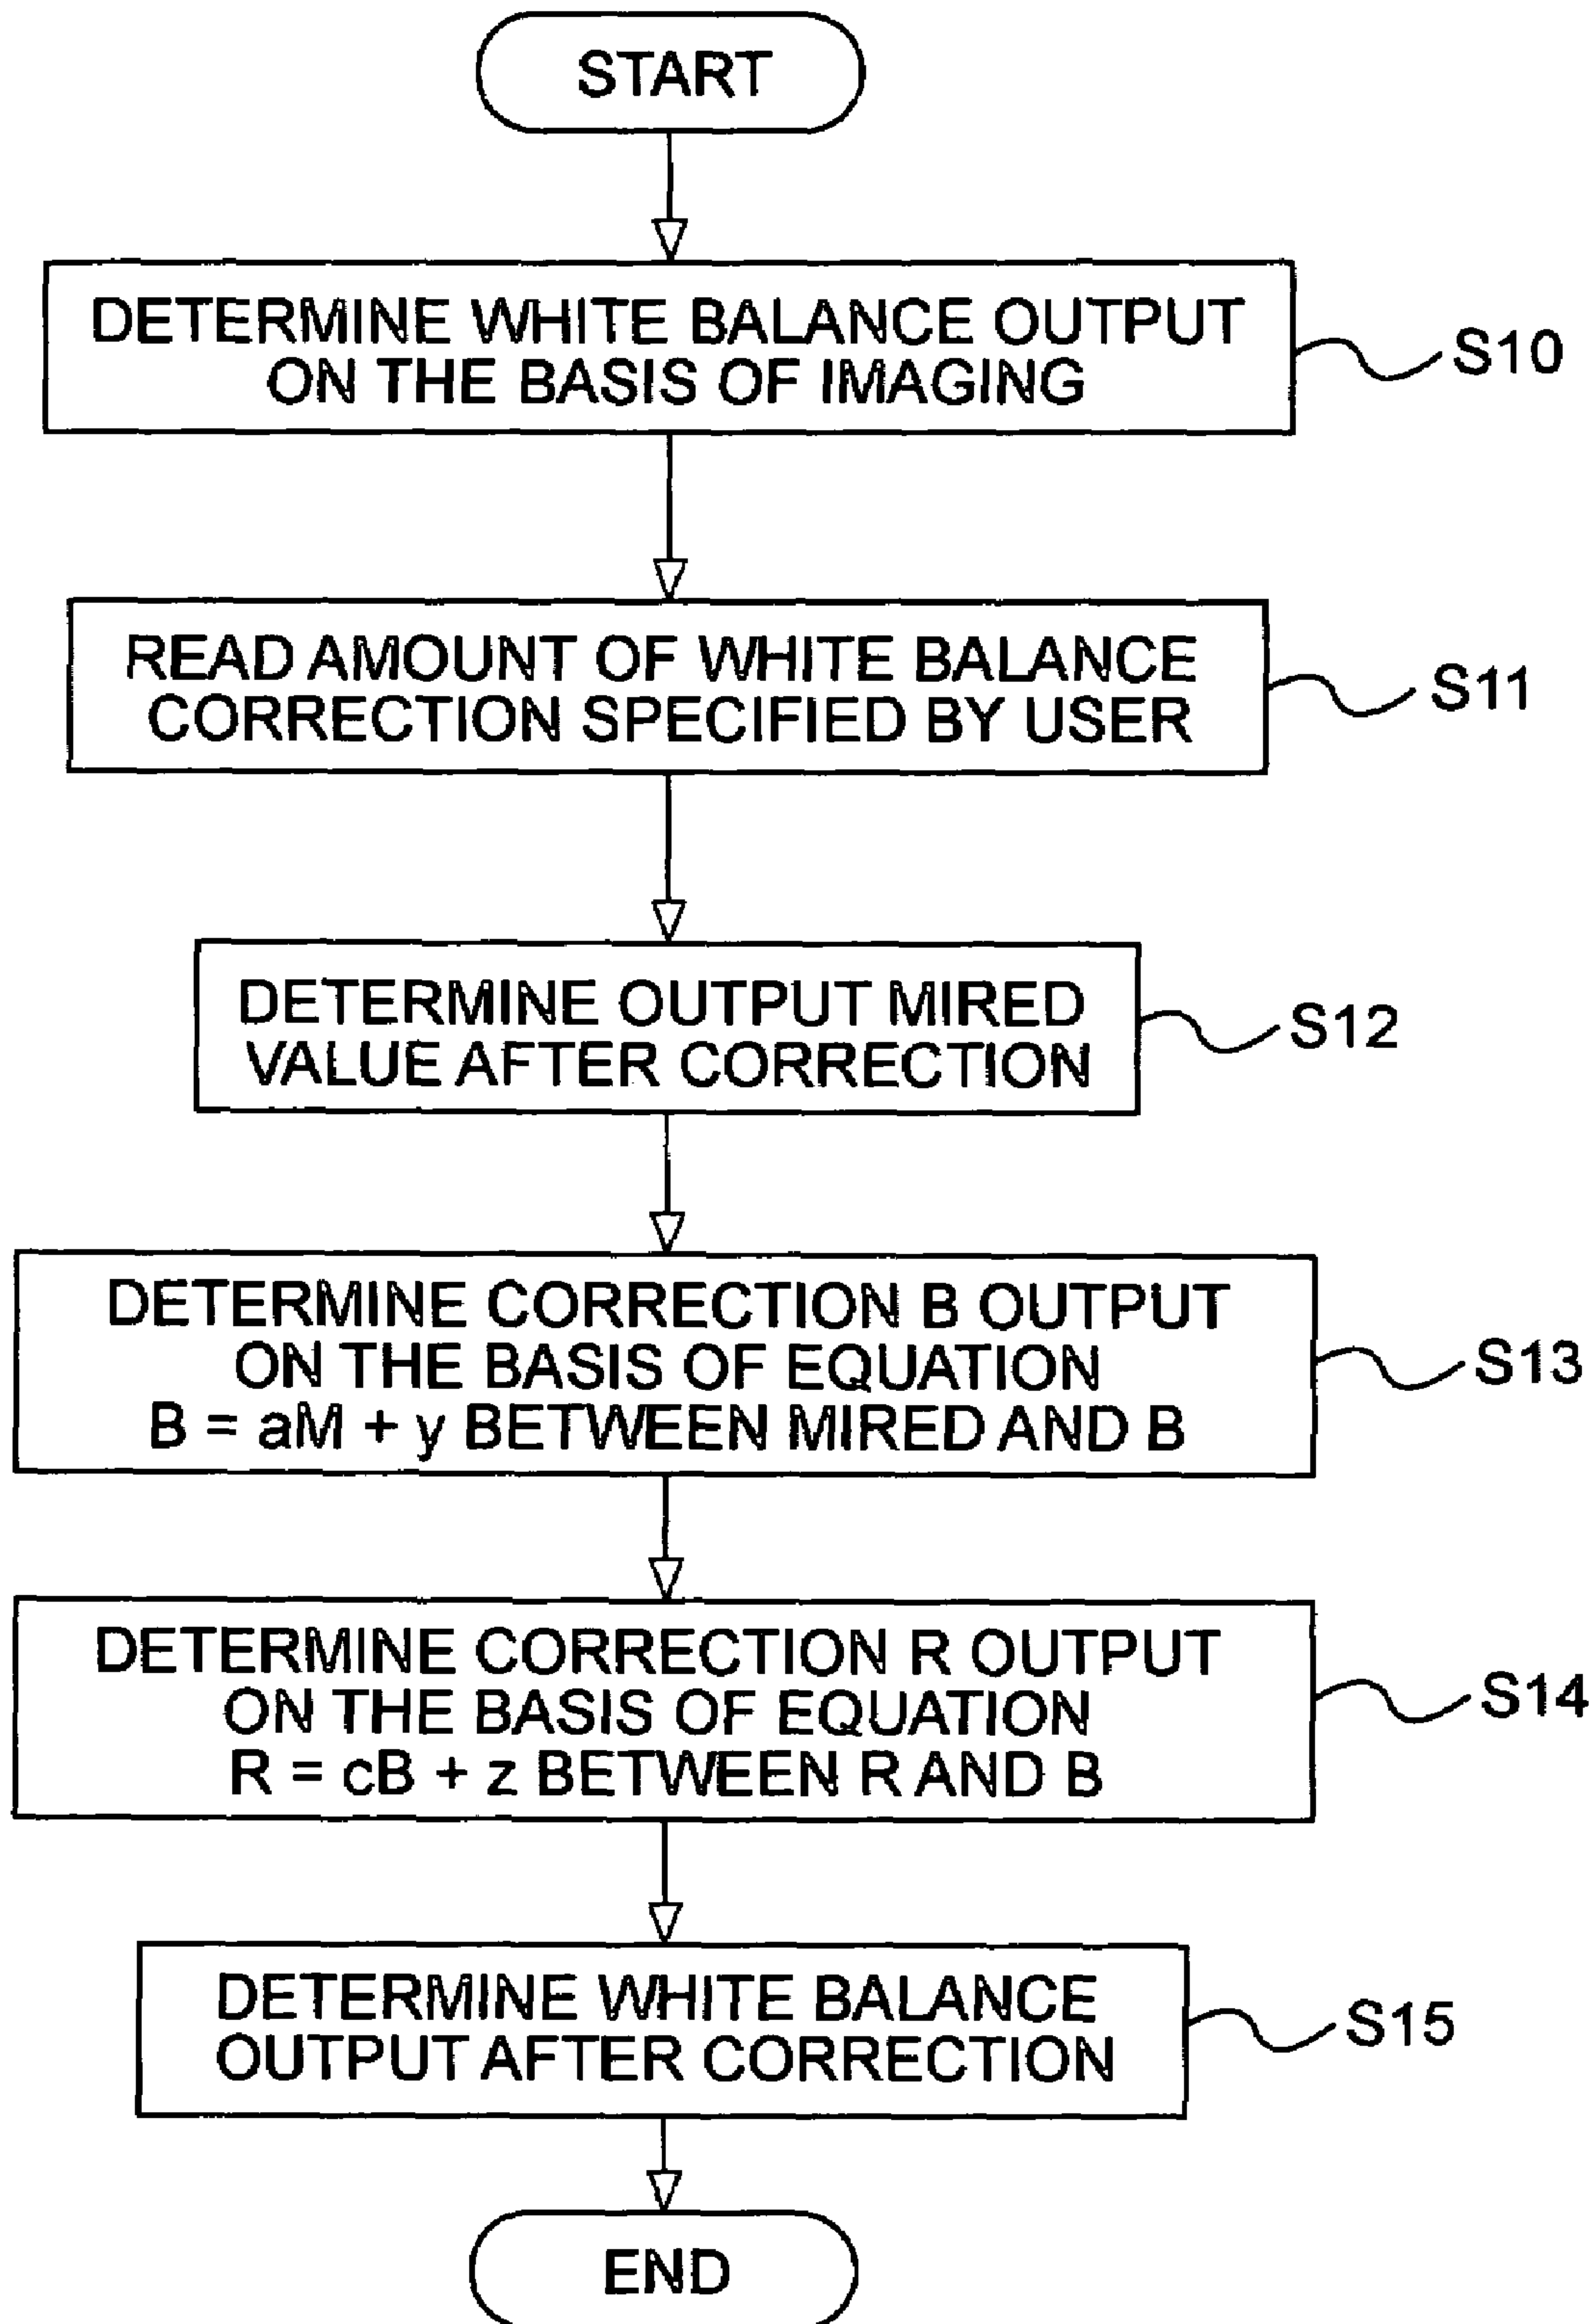 START
DETERMINE WHITE BALANCE OUTPUT
ON THE BASIS OF IMAGING
S10
READ AMOUNT OF WHITE BALANCE
CORRECTION SPECIFIED BY USER
S11
DETERMINE OUTPUT MIRED
VALUE AFTER CORRECTION
S12
DETERMINE CORRECTION B OUTPUT
ON THE BASIS OF EQUATION
B = aM + y BETWEEN MIRED AND B
S13
DETERMINE CORRECTION R OUTPUT
ON THE BASIS OF EQUATION
R = cB + z BETWEEN R AND B
S14
DETERMINE WHITE BALANCE
OUTPUT AFTER CORRECTION
S15
END